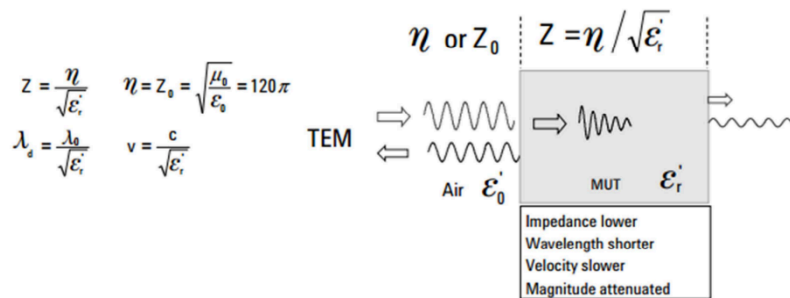 η or Z₀ Z = η/√ε′ᵣ
Z = η/√ε′ᵣ η = Z₀ = √(μ₀/ε₀) = 120π
λ_d = λ₀/√ε′ᵣ v = c/√ε′ᵣ
TEM
Air ε′₀ MUT ε′ᵣ
Impedance lower
Wavelength shorter
Velocity slower
Magnitude attenuated